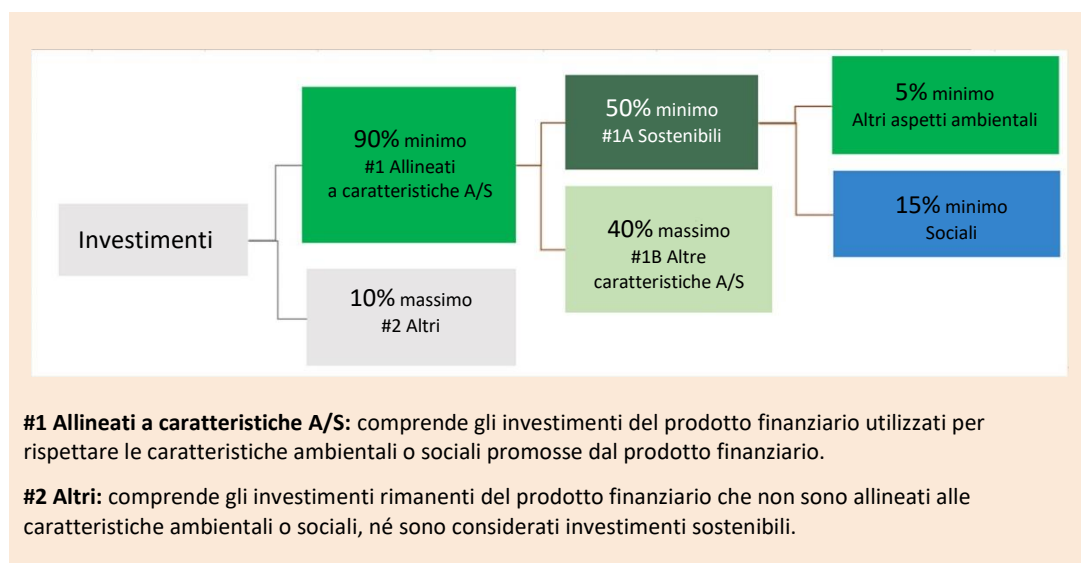 Investimenti
90% minimo
#1 Allineati
a caratteristiche A/S
10% massimo
#2 Altri
50% minimo
#1A Sostenibili
40% massimo
#1B Altre
caratteristiche A/S
5% minimo
Altri aspetti ambientali
15% minimo
Sociali
#1 Allineati a caratteristiche A/S: comprende gli investimenti del prodotto finanziario utilizzati per
rispettare le caratteristiche ambientali o sociali promosse dal prodotto finanziario.
#2 Altri: comprende gli investimenti rimanenti del prodotto finanziario che non sono allineati alle
caratteristiche ambientali o sociali, né sono considerati investimenti sostenibili.